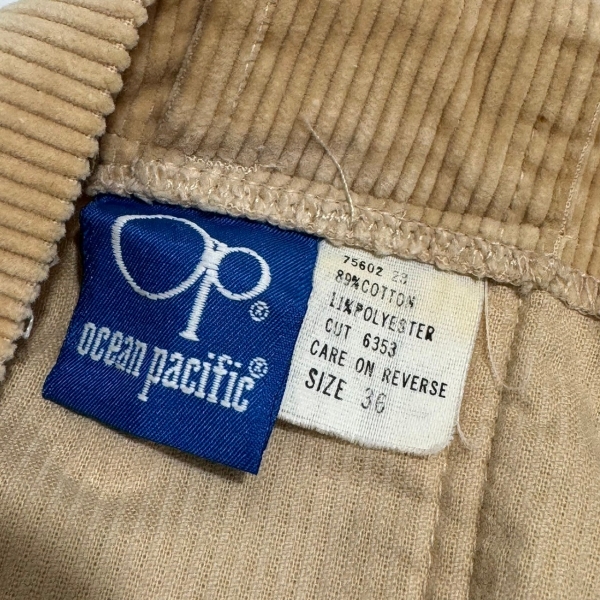 op®
ocean pacific®
75602 23
89% COTTON
11% POLYESTER
CUT 6353
CARE ON REVERSE
SIZE 36